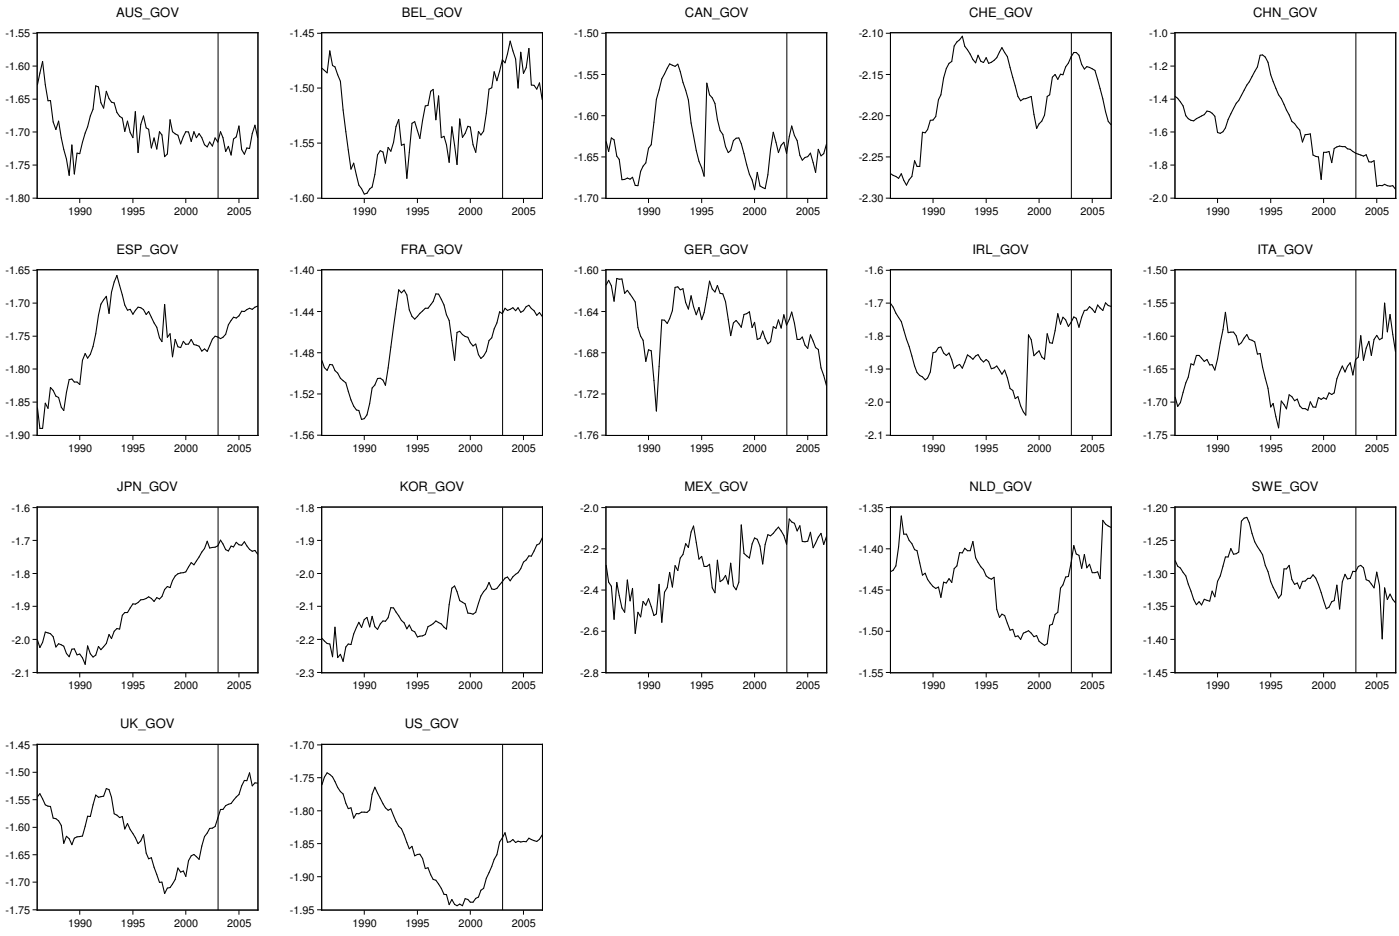 AUS_GOV BEL_GOV CAN_GOV CHE_GOV CHN_GOV
-1.55 -1.45 -1.50 -2.10 -1.0
-1.2
-1.60 -1.50 -1.55 -2.15 -1.4
-1.65
-1.70 -1.55 -1.60 -2.20 -1.6
-1.75 -1.65 -2.25 -1.8
-1.80 -1.60 -1.70 -2.30 -2.0
1990 1995 2000 2005 1990 1995 2000 2005 1990 1995 2000 2005 1990 1995 2000 2005 1990 1995 2000 2005
ESP_GOV FRA_GOV GER_GOV IRL_GOV ITA_GOV
-1.65 -1.40 -1.60 -1.6 -1.50
-1.70 -1.44 -1.64 -1.7 -1.55
-1.75 -1.48 -1.68 -1.8 -1.60
-1.80 -1.9 -1.65
-1.85 -1.52 -1.72 -2.0 -1.70
-1.90 -1.56 -1.76 -2.1 -1.75
1990 1995 2000 2005 1990 1995 2000 2005 1990 1995 2000 2005 1990 1995 2000 2005 1990 1995 2000 2005
JPN_GOV KOR_GOV MEX_GOV NLD_GOV SWE_GOV
-1.6 -1.8 -2.0 -1.35 -1.20
-1.7 -1.9 -2.2 -1.40 -1.25
-1.8 -2.0 -2.4 -1.45 -1.30
-1.9 -2.1 -1.35
-2.0 -2.2 -2.6 -1.50 -1.40
-2.1 -2.3 -2.8 -1.55 -1.45
1990 1995 2000 2005 1990 1995 2000 2005 1990 1995 2000 2005 1990 1995 2000 2005 1990 1995 2000 2005
UK_GOV US_GOV
-1.45 -1.70
-1.50 -1.75
-1.55 -1.80
-1.60
-1.65 -1.85
-1.70 -1.90
-1.75 -1.95
1990 1995 2000 2005 1990 1995 2000 2005